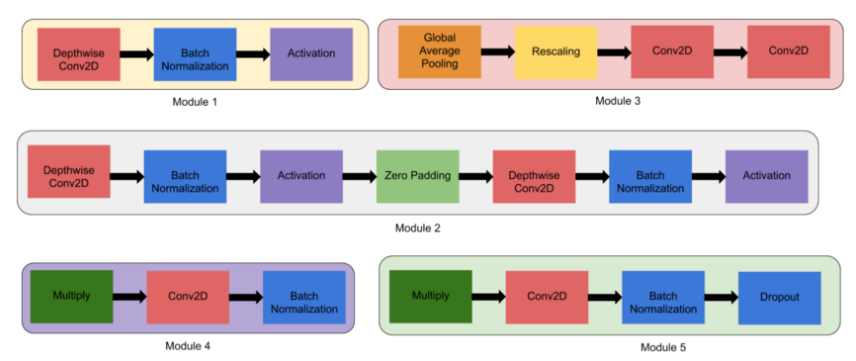 Depthwise
Conv2D
Batch
Normalization
Activation
Module 1
Global
Average
Pooling
Rescaling
Conv2D
Conv2D
Module 3
Depthwise
Conv2D
Batch
Normalization
Activation
Zero Padding
Depthwise
Conv2D
Batch
Normalization
Activation
Module 2
Multiply
Conv2D
Batch
Normalization
Module 4
Multiply
Conv2D
Batch
Normalization
Dropout
Module 5